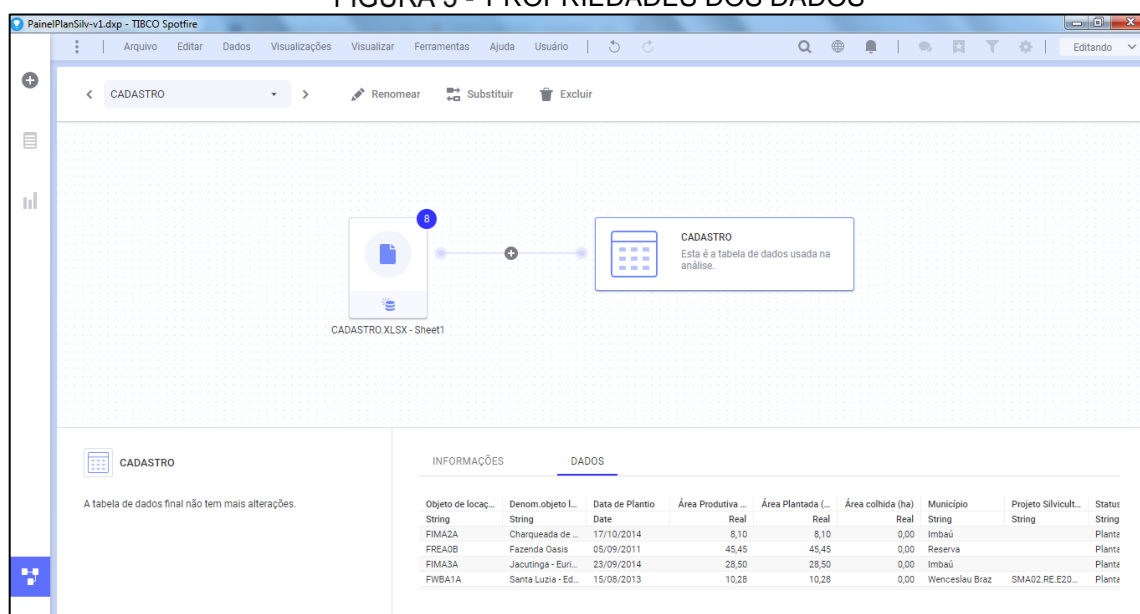 FIGURA 5 - PROPRIEDADES DOS DADOS
PainelPlanSilv-v1.dxp - TIBCO Spotfire
Arquivo Editar Dados Visualizações Visualizar Ferramentas Ajuda Usuário Editando
CADASTRO Renomear Substituir Excluir
8
CADASTRO
Esta é a tabela de dados usada na
análise.
CADASTRO.XLSX - Sheet1
CADASTRO
A tabela de dados final não tem mais alterações.
INFORMAÇÕES DADOS
Objeto de locaç... Denom.objeto l... Data de Plantio Área Produtiva ... Área Plantada (... Área colhida (ha) Município Projeto Silvicult... Status
String String Date Real Real Real String String String
FIMA2A Charqueada de ... 17/10/2014 8,10 8,10 0,00 Imbaú Planta
FREA0B Fazenda Oasis 05/09/2011 45,45 45,45 0,00 Reserva Planta
FIMA3A Jacutinga - Euri... 23/09/2014 28,50 28,50 0,00 Imbaú Planta
FWBA1A Santa Luzia - Ed... 15/08/2013 10,28 10,28 0,00 Wenceslau Braz SMA02.RE.E20... Planta